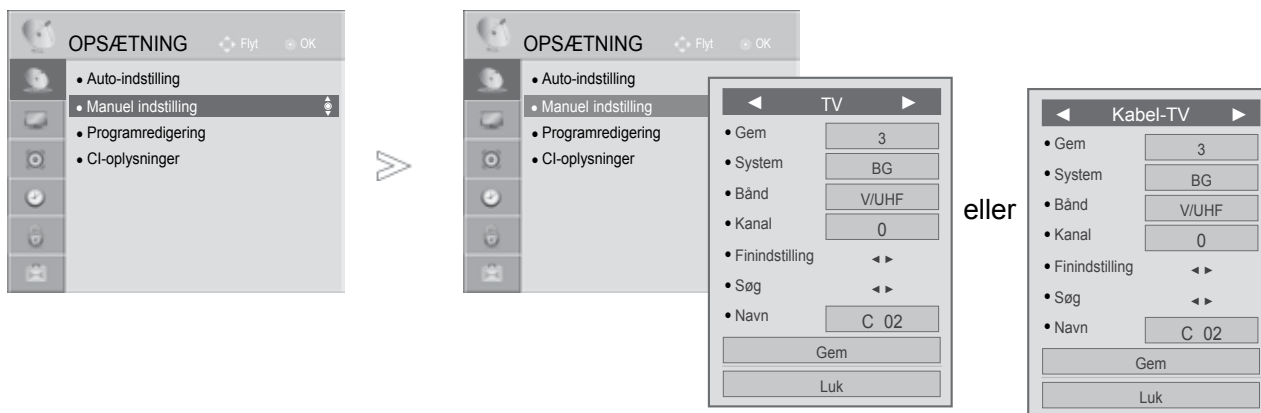 OPSÆTNING Flyt OK
• Auto-indstilling
• Manuel indstilling
• Programredigering
• CI-oplysninger
OPSÆTNING Flyt OK
• Auto-indstilling
• Manuel indstilling
• Programredigering
• CI-oplysninger
◄ TV ►
• Gem 3
• System BG
• Bånd V/UHF
• Kanal 0
• Finindstilling ◄ ►
• Søg ◄ ►
• Navn C 02
Gem
Luk
eller
◄ Kabel-TV ►
• Gem 3
• System BG
• Bånd V/UHF
• Kanal 0
• Finindstilling ◄ ►
• Søg ◄ ►
• Navn C 02
Gem
Luk